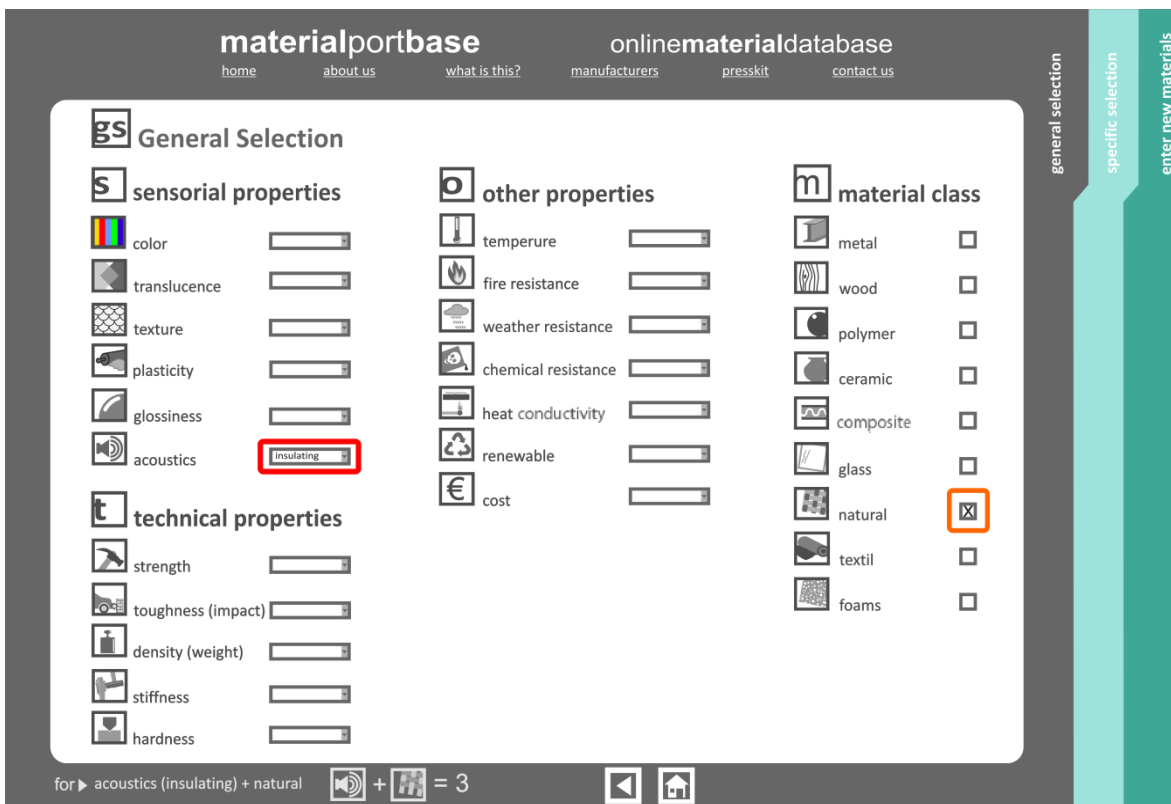 materialportbase
onlinematerialdatabase
home about us what is this? manufacturers presskit contact us
general selection
specific selection
enter new materials
gs General Selection
s sensorial properties
color
translucence
texture
plasticity
glossiness
acoustics insulating
t technical properties
strength
toughness (impact)
density (weight)
stiffness
hardness
o other properties
temperure
fire resistance
weather resistance
chemical resistance
heat conductivity
renewable
€ cost
m material class
metal
wood
polymer
ceramic
composite
glass
natural X
textil
foams
for acoustics (insulating) + natural + = 3